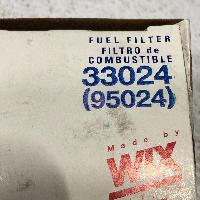 FUEL FILTER
FILTRO de
COMBUSTIBLE
33024
(95024)
Made by
WIX